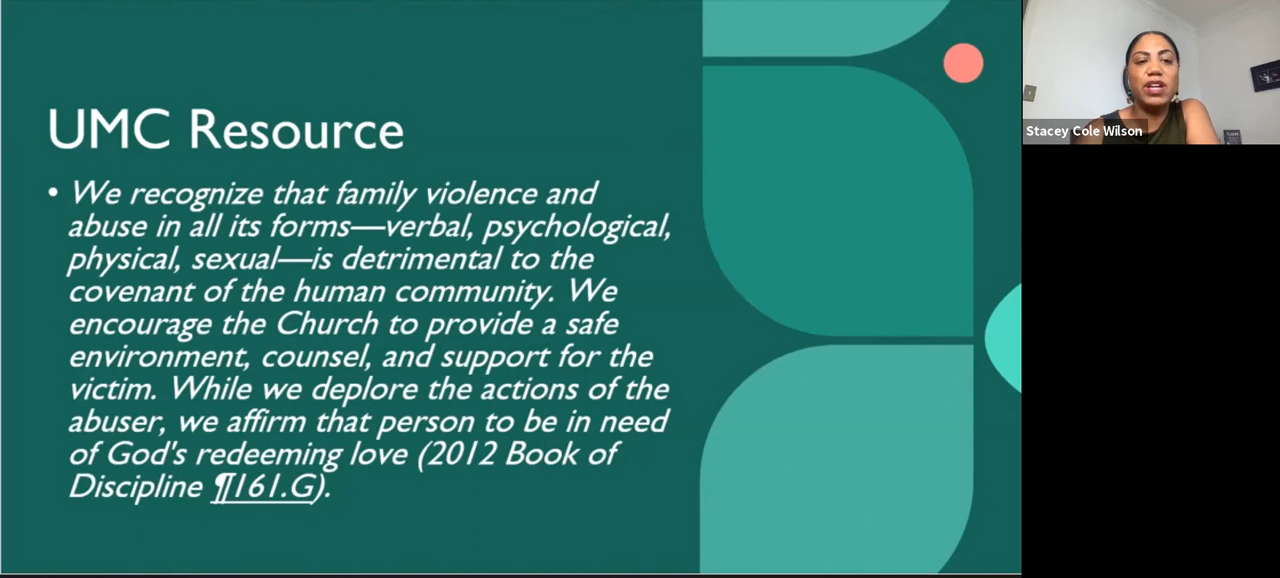 UMC Resource
• We recognize that family violence and
abuse in all its forms—verbal, psychological,
physical, sexual—is detrimental to the
covenant of the human community. We
encourage the Church to provide a safe
environment, counsel, and support for the
victim. While we deplore the actions of the
abuser, we affirm that person to be in need
of God's redeeming love (2012 Book of
Discipline ¶161.G).
Stacey Cole Wilson